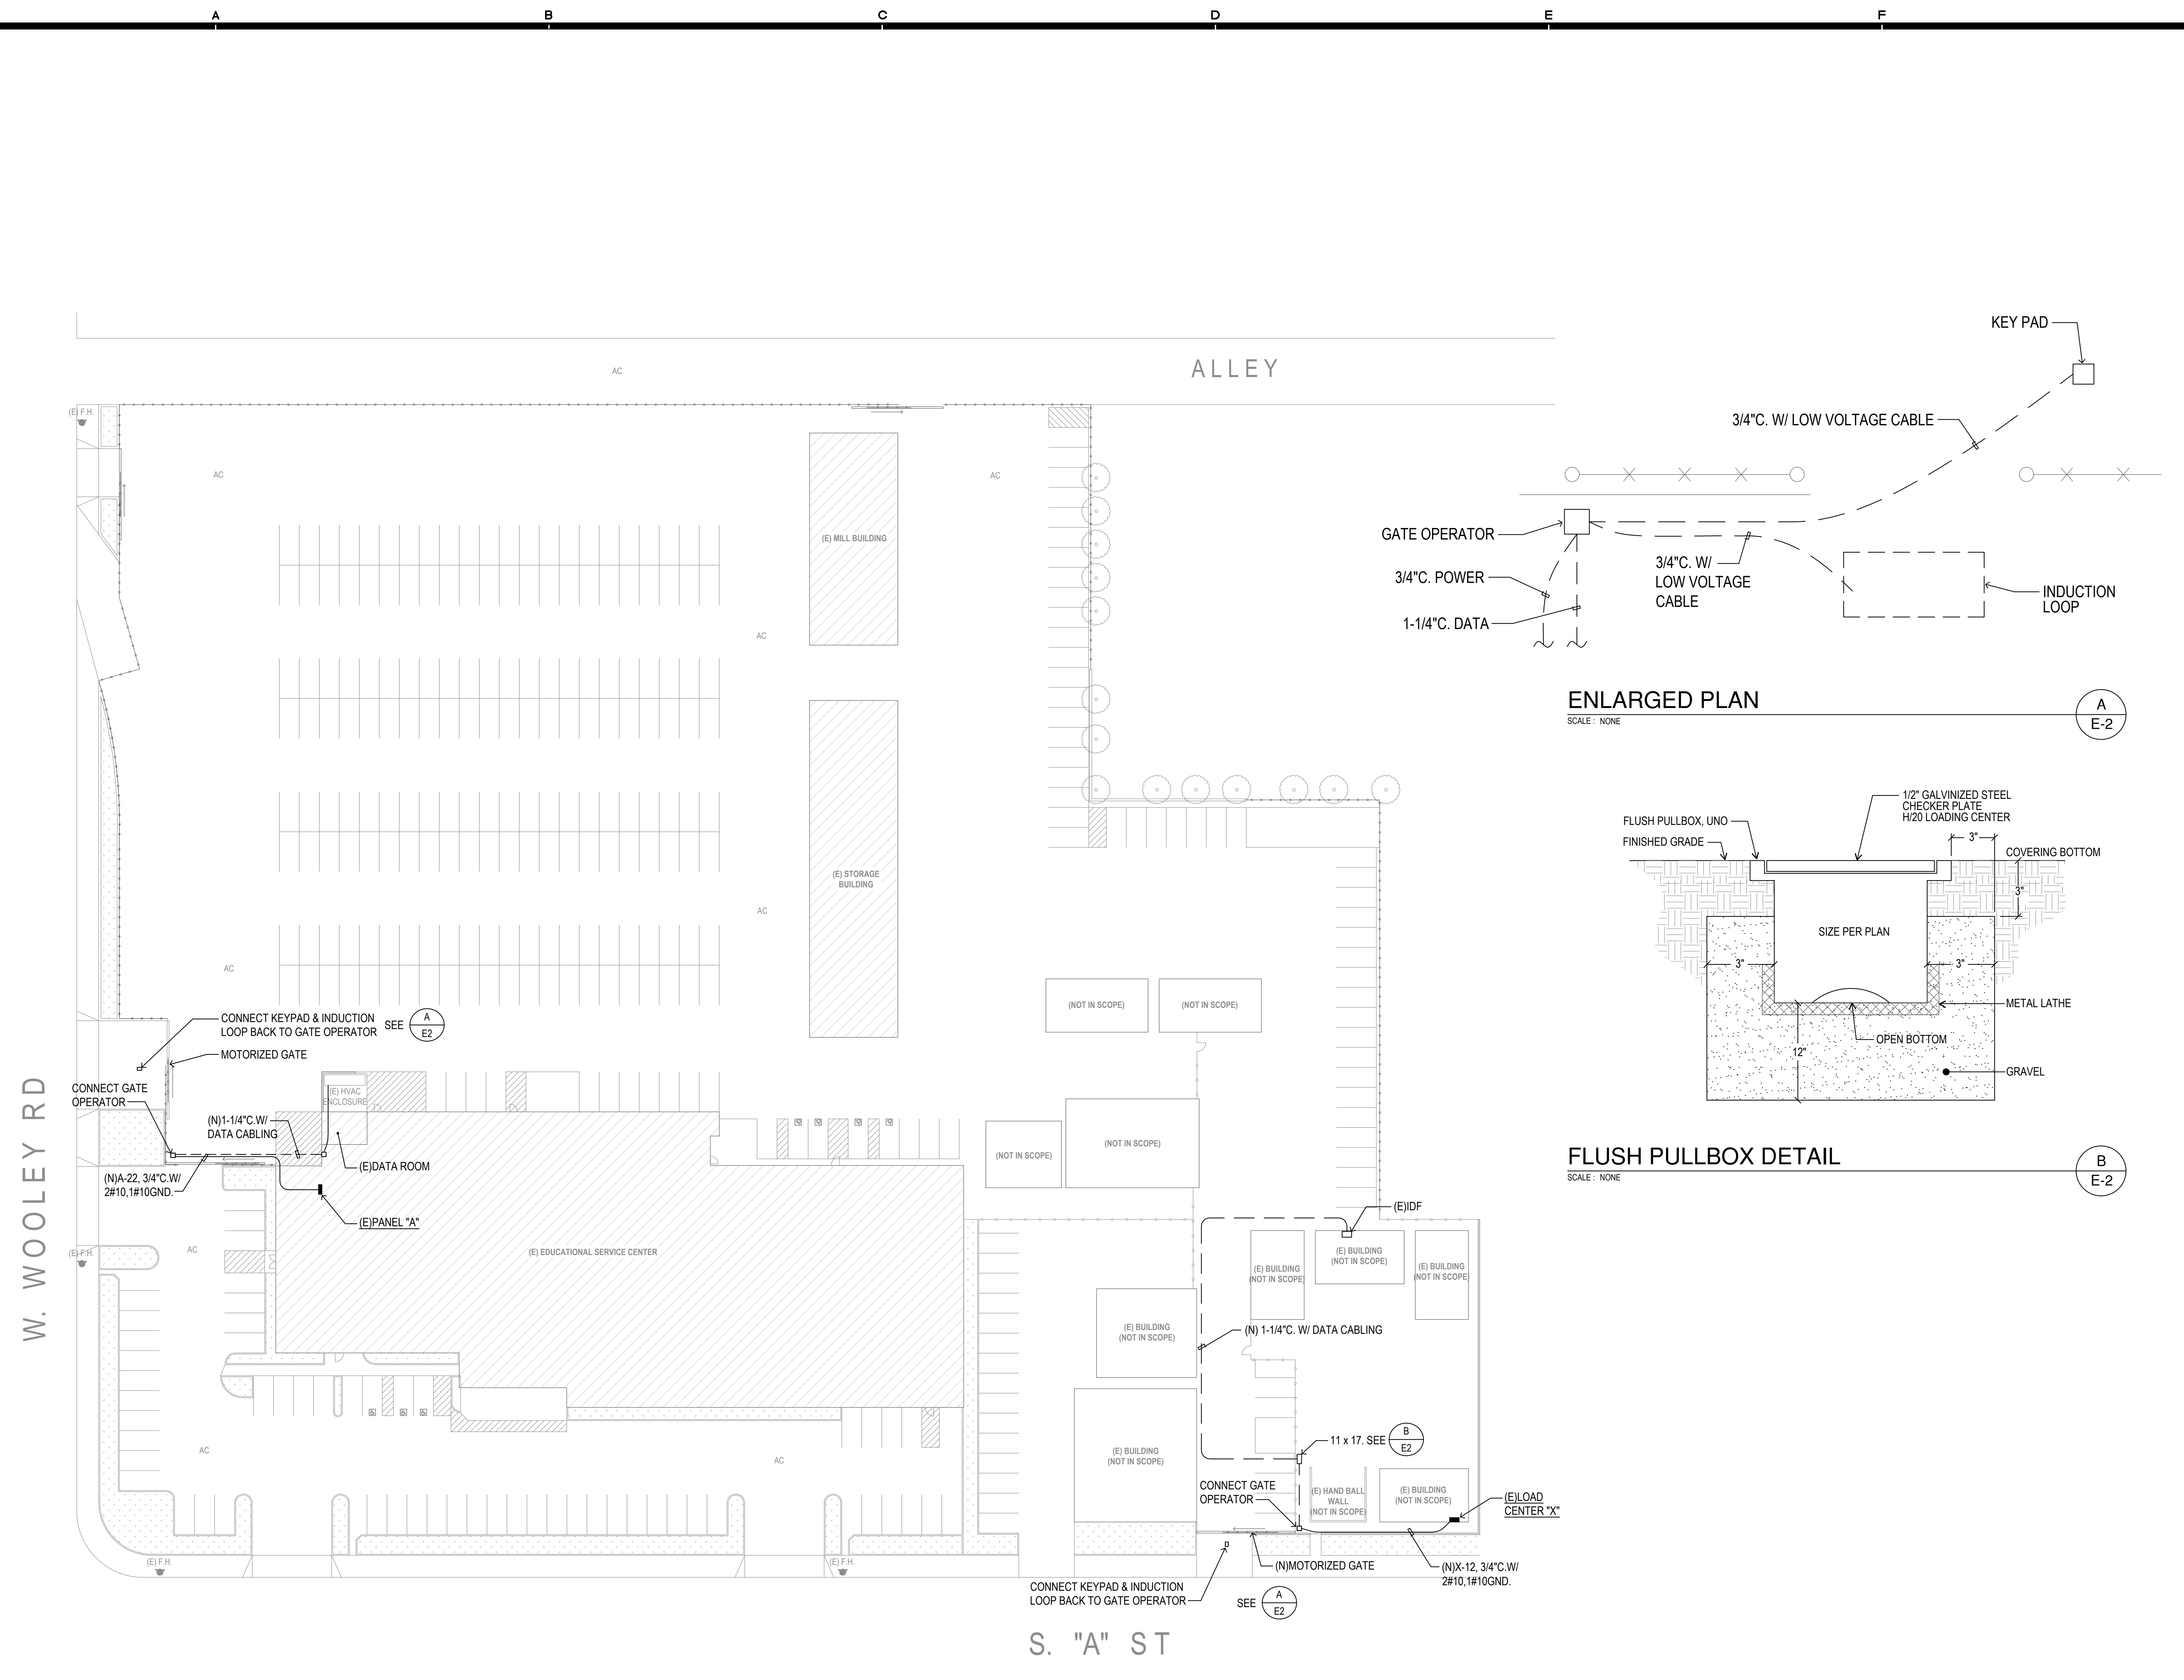 A B C D E F
ALLEY
AC
(E) F.H.
AC
AC
(E) MILL BUILDING
AC
(E) STORAGE
BUILDING
AC
AC
(NOT IN SCOPE)
(NOT IN SCOPE)
CONNECT KEYPAD & INDUCTION
LOOP BACK TO GATE OPERATOR
SEE
A
E2
MOTORIZED GATE
CONNECT GATE
OPERATOR
(E) HVAC
ENCLOSURE
(N)1-1/4"C.W/
DATA CABLING
(E)DATA ROOM
(N)A-22, 3/4"C.W/
2#10,1#10GND.
(E)PANEL "A"
(NOT IN SCOPE)
(NOT IN SCOPE)
W. WOOLEY RD
(E) F.H.
AC
(E) EDUCATIONAL SERVICE CENTER
(E)IDF
(E) BUILDING
(NOT IN SCOPE)
(E) BUILDING
(NOT IN SCOPE)
(E) BUILDING
(NOT IN SCOPE)
(E) BUILDING
(NOT IN SCOPE)
(N) 1-1/4"C. W/ DATA CABLING
AC
AC
(E) BUILDING
(NOT IN SCOPE)
11 x 17. SEE
B
E2
CONNECT GATE
OPERATOR
(E) HAND BALL
WALL
(NOT IN SCOPE)
(E) BUILDING
(NOT IN SCOPE)
(E)LOAD
CENTER "X"
(E) F.H.
(E) F.H.
(N)MOTORIZED GATE
(N)X-12, 3/4"C.W/
2#10,1#10GND.
CONNECT KEYPAD & INDUCTION
LOOP BACK TO GATE OPERATOR
SEE
A
E2
S. "A" ST
KEY PAD
3/4"C. W/ LOW VOLTAGE CABLE
GATE OPERATOR
3/4"C. POWER
1-1/4"C. DATA
3/4"C. W/
LOW VOLTAGE
CABLE
INDUCTION
LOOP
ENLARGED PLAN
SCALE : NONE
A
E-2
1/2" GALVINIZED STEEL
CHECKER PLATE
H/20 LOADING CENTER
FLUSH PULLBOX, UNO
FINISHED GRADE
3"
COVERING BOTTOM
3"
SIZE PER PLAN
3"
3"
METAL LATHE
OPEN BOTTOM
12"
GRAVEL
FLUSH PULLBOX DETAIL
SCALE : NONE
B
E-2